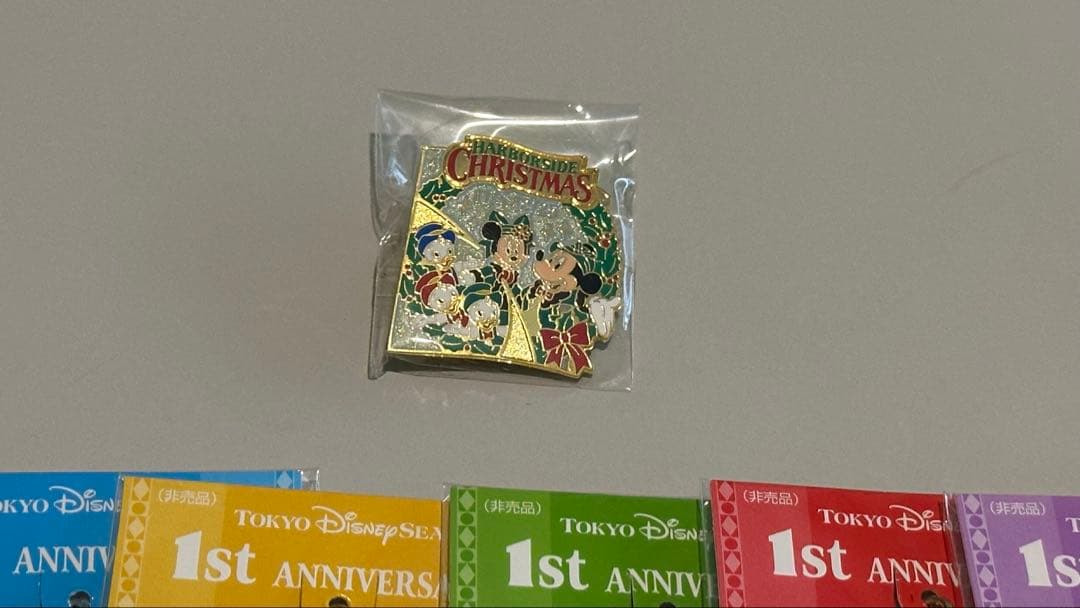 HARBORSIDE
CHRISTMAS
OKYO Disn
ANNIV
(非売品)
TOKYO DISNEYSEA
1st ANNIVERSA
(非売品)
TOKYO Disne
1st ANNIV
(非売品)
TOKYO Disn
1st ANNIV
(非売品)
T
1s